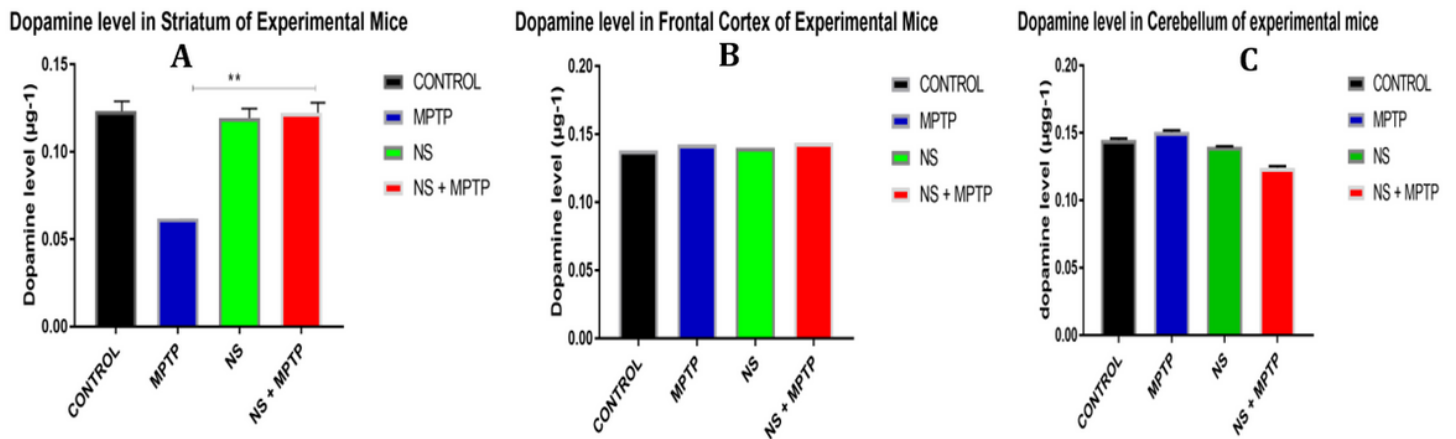 Dopamine level in Striatum of Experimental Mice
A
0.15
0.10
0.05
0.00
Dopamine level (µg-1)
**
CONTROL
MPTP
NS
NS + MPTP
CONTROL
MPTP
NS
NS + MPTP
Dopamine level in Frontal Cortex of Experimental Mice
B
0.20
0.15
0.10
0.05
0.00
Dopamine level (µg-1)
CONTROL
MPTP
NS
NS + MPTP
CONTROL
MPTP
NS
NS + MPTP
Dopamine level in Cerebellum of experimental mice
C
0.20
0.15
0.10
0.05
0.00
dopamine level (µgg-1)
CONTROL
MPTP
NS
NS + MPTP
CONTROL
MPTP
NS
NS + MPTP